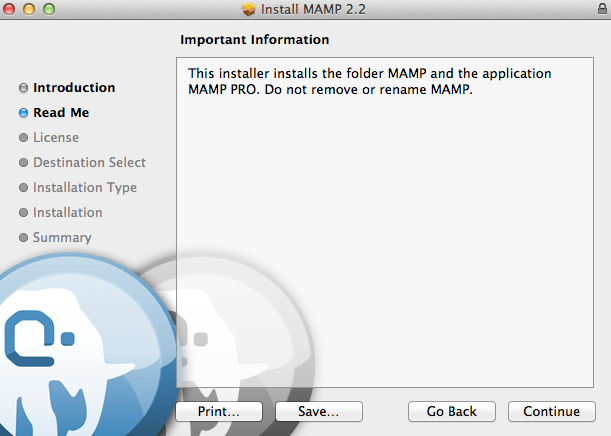 Install MAMP 2.2
Important Information
Introduction
Read Me
License
Destination Select
Installation Type
Installation
Summary
This installer installs the folder MAMP and the application
MAMP PRO. Do not remove or rename MAMP.
Print...
Save...
Go Back
Continue